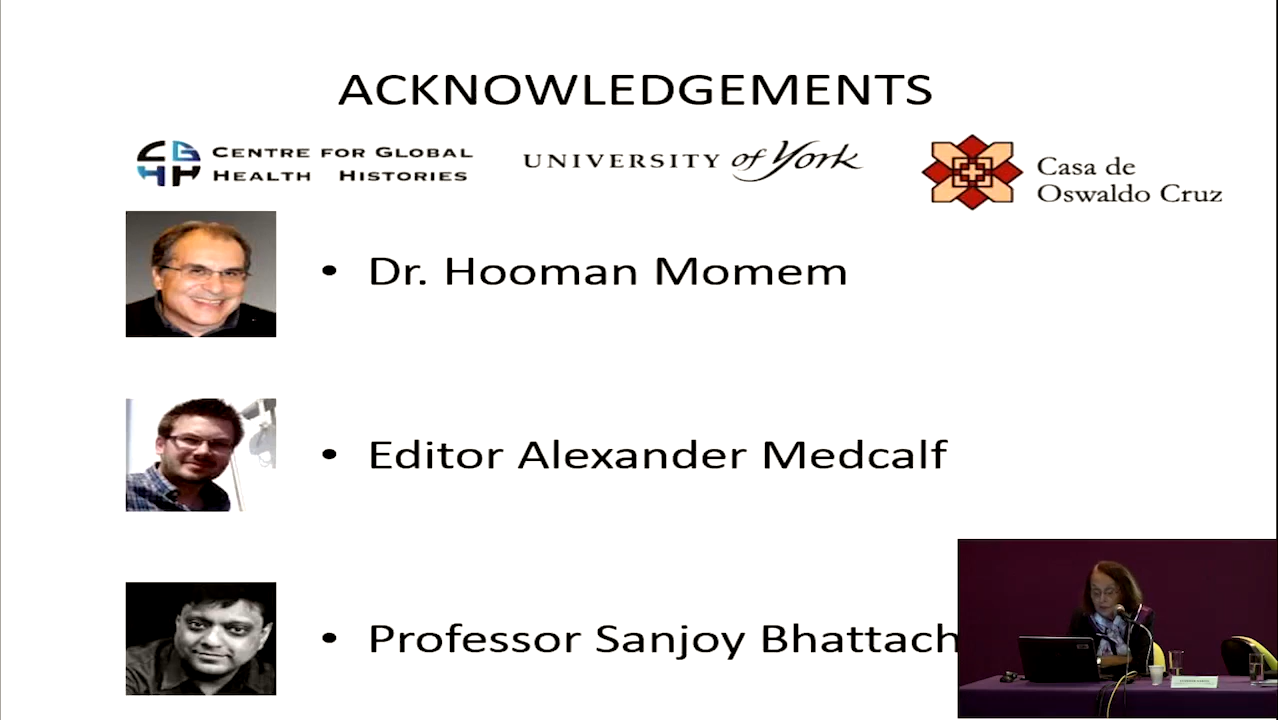 ACKNOWLEDGEMENTS
CENTRE FOR GLOBAL
HEALTH HISTORIES
UNIVERSITY of York
Casa de
Oswaldo Cruz
• Dr. Hooman Momem
• Editor Alexander Medcalf
• Professor Sanjoy Bhattach